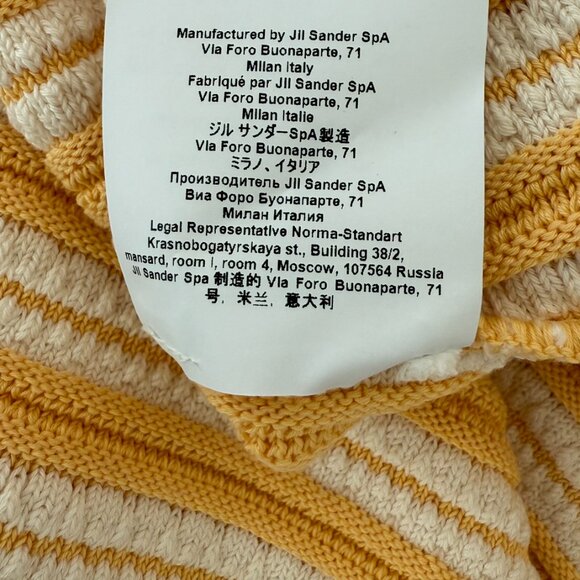 Manufactured by Jil Sander SpA
Via Foro Buonaparte, 71
Milan Italy
Fabriqué par Jil Sander SpA
Via Foro Buonaparte, 71
Milan Italie
ジル サンダーSpA製造
Via Foro Buonaparte, 71
ミラノ、イタリア
Производитель Jil Sander SpA
Виа Форо Буонапарте, 71
Милан Италия
Legal Representative Norma-Standart
Krasnobogatyrskaya st., Building 38/2,
mansard, room I, room 4, Moscow, 107564 Russia
Jil Sander Spa 制造的 Via Foro Buonaparte, 71
号, 米兰, 意大利